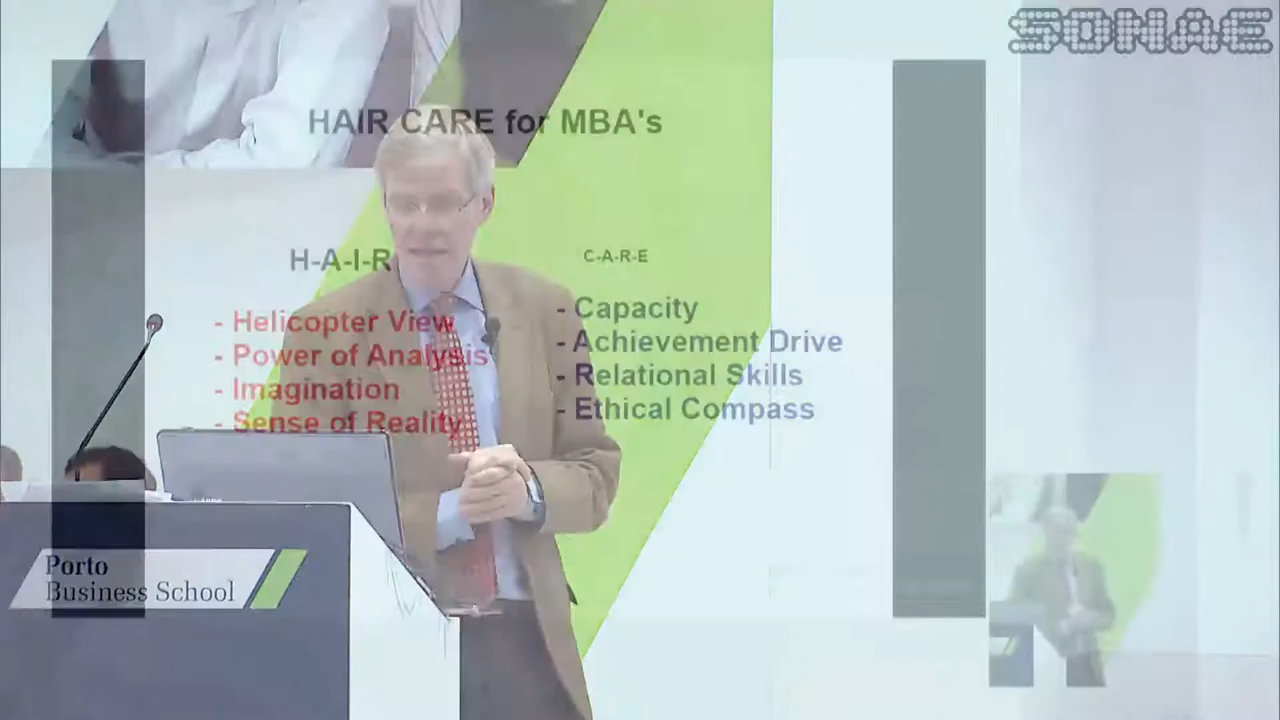 SONAE
HAIR CARE for MBA's
H-A-I-R
- Helicopter View
- Power of Analysis
- Imagination
- Sense of Reality
C-A-R-E
- Capacity
- Achievement Drive
- Relational Skills
- Ethical Compass
Porto
Business School